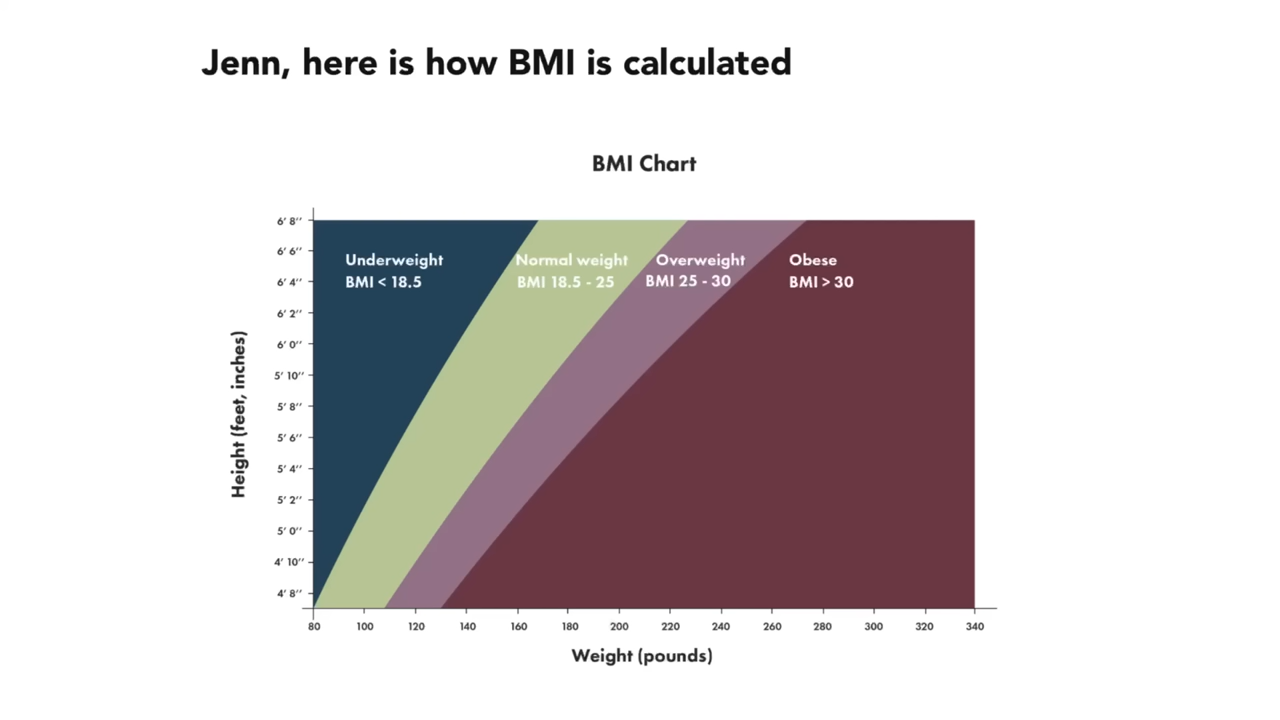 Jenn, here is how BMI is calculated
BMI Chart
6’ 8’’
6’ 6’’
6’ 4’’
6’ 2’’
6’ 0’’
5’ 10’’
5’ 8’’
5’ 6’’
5’ 4’’
5’ 2’’
5’ 0’’
4’ 10’’
4’ 8’’
Height (feet, inches)
Underweight
BMI < 18.5
Normal weight
BMI 18.5 - 25
Overweight
BMI 25 - 30
Obese
BMI > 30
80 100 120 140 160 180 200 220 240 260 280 300 320 340
Weight (pounds)